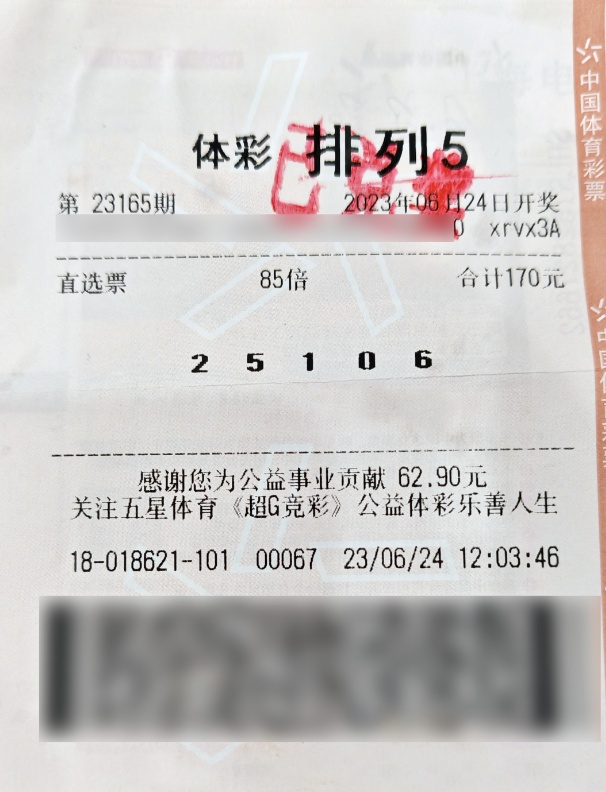 体彩 排列5
第 23165期 2023年06月24日开奖
0 xrvx3A
直选票 85倍 合计170元
2 5 1 0 6
感谢您为公益事业贡献 62.90元
关注五星体育《超G竞彩》公益体彩乐善人生
18-018621-101 00067 23/06/24 12:03:46
中国体育彩票